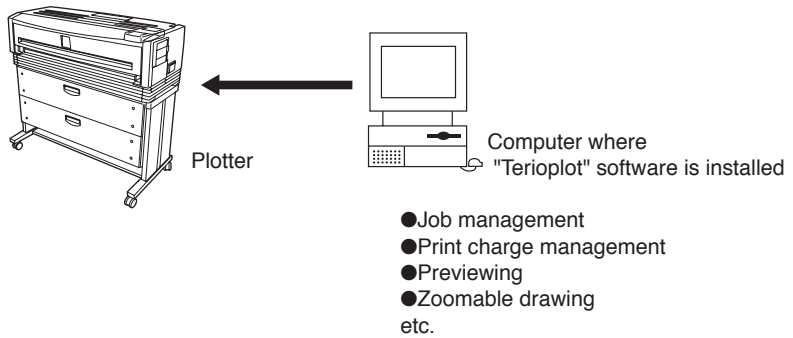 Plotter
Computer where
"Terioplot" software is installed
●Job management
●Print charge management
●Previewing
●Zoomable drawing
etc.